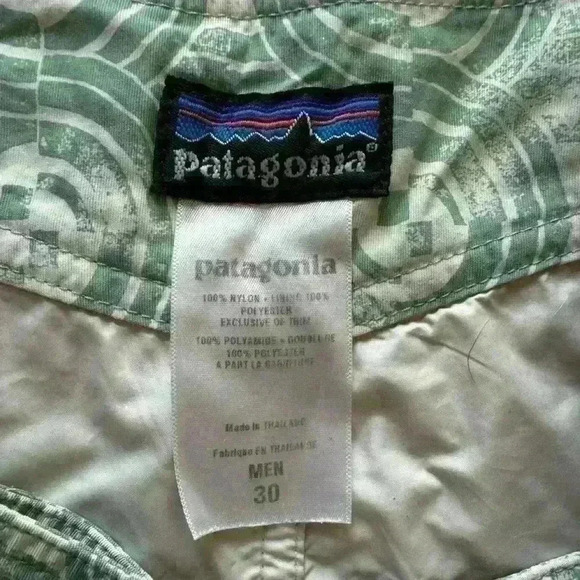 patagonia®
patagonia
100% NYLON • LINING 100%
POLYESTER
EXCLUSIVE OF TRIM
100% POLYAMIDE • DOUBLURE
100% POLYESTER
A PART LA GARNITURE
Made in THAILAND
Fabriqué EN THAILANDE
MEN
30